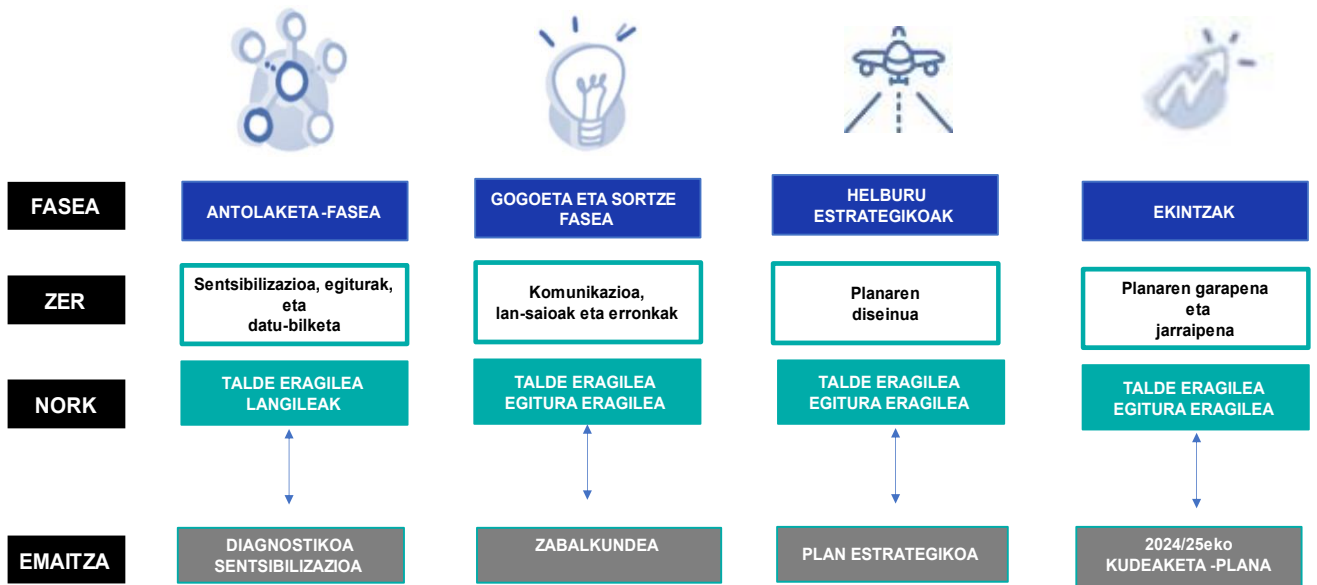 FASEA
ANTOLAKETA-FASEA
GOGOETA ETA SORTZE
FASEA
HELBURU
ESTRATEGIKOAK
EKINTZAK
ZER
Sentsibilizazioa, egiturak,
eta
datu-bilketa
Komunikazioa,
lan-saioak eta erronkak
Planaren
diseinua
Planaren garapena
eta
jarraipena
NORK
TALDE ERAGILEA
LANGILEAK
TALDE ERAGILEA
EGITURA ERAGILEA
TALDE ERAGILEA
EGITURA ERAGILEA
TALDE ERAGILEA
EGITURA ERAGILEA
EMAITZA
DIAGNOSTIKOA
SENTSIBILIZAZIOA
ZABALKUNDEA
PLAN ESTRATEGIKOA
2024/25eko
KUDEAKETA -PLANA